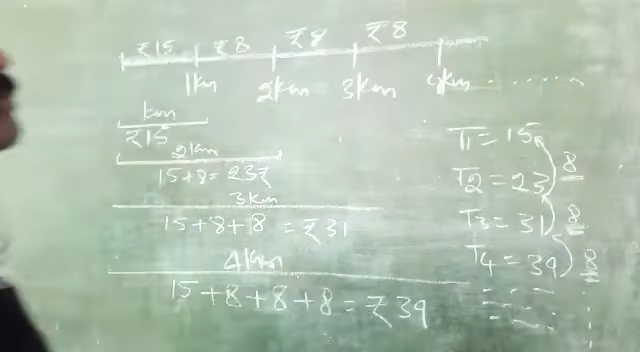 ₹15 ₹8 ₹8 ₹8
1km 2km 3km 4km ........
km
₹15
2km
15+8= 23₹
3km
15+8+8 = ₹31
4km
15+8+8+8 = ₹39
T1 = 15
8
T2 = 23
8
T3 = 31
8
T4 = 39